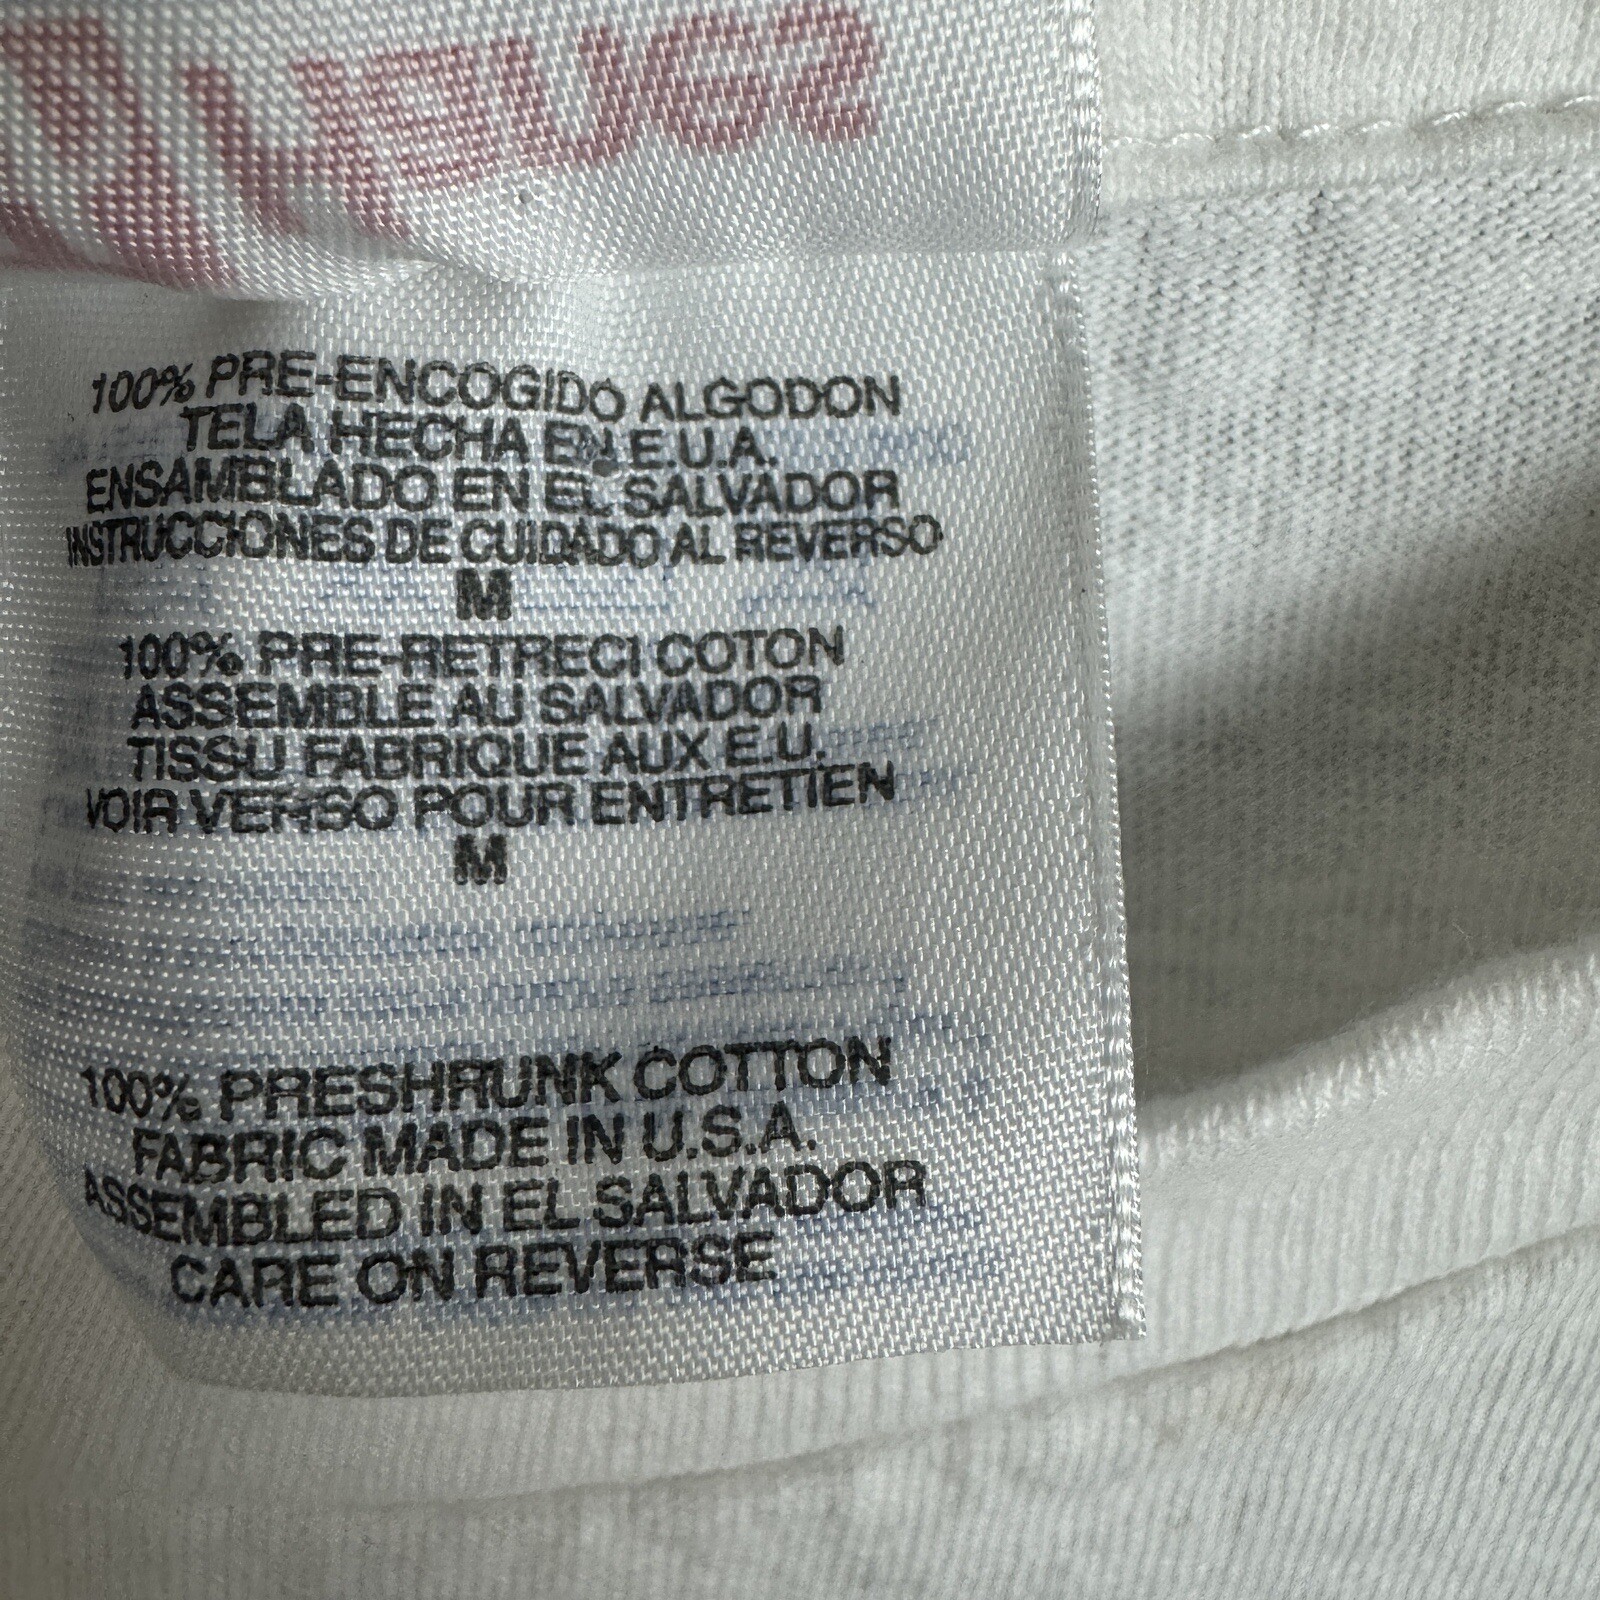 100% PRE-ENCOGIDO ALGODON
TELA HECHA EN E.U.A.
ENSAMBLADO EN EL SALVADOR
INSTRUCCIONES DE CUIDADO AL REVERSO
M
100% PRE-RETRECI COTON
ASSEMBLE AU SALVADOR
TISSU FABRIQUE AUX E.U.
VOIR VERSO POUR ENTRETIEN
M
100% PRESHRUNK COTTON
FABRIC MADE IN U.S.A.
ASSEMBLED IN EL SALVADOR
CARE ON REVERSE